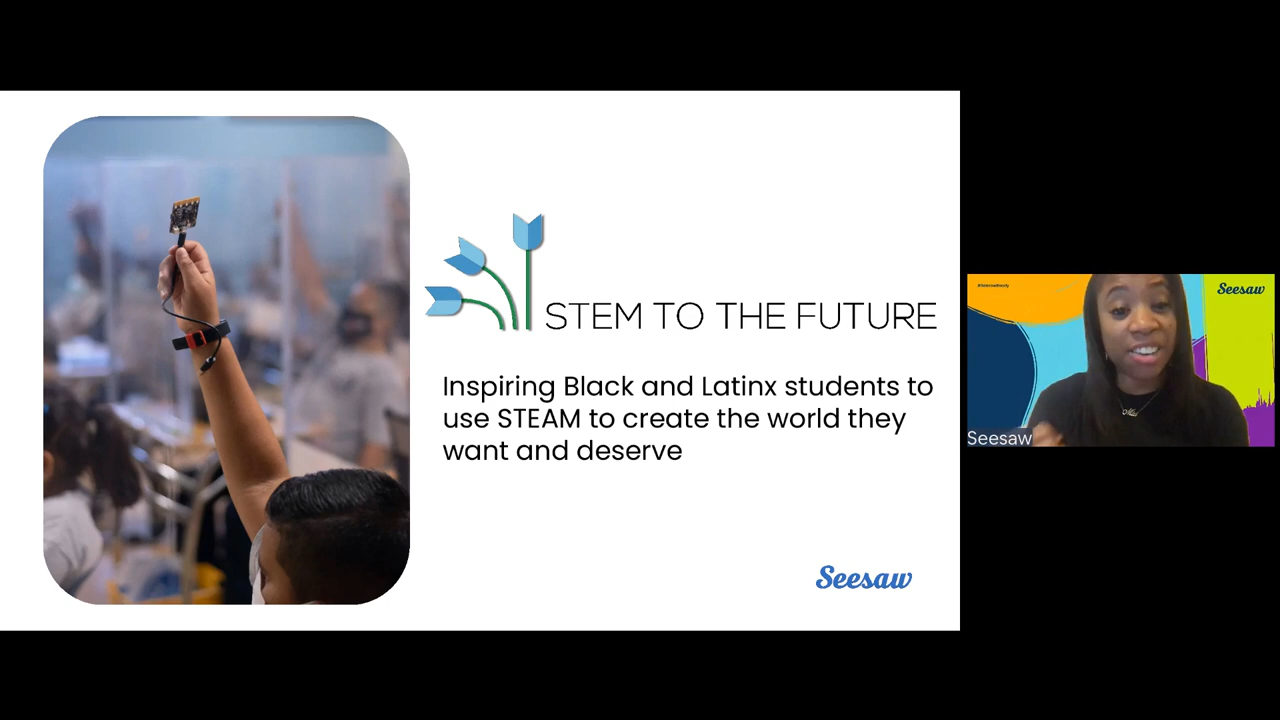 STEM TO THE FUTURE
Inspiring Black and Latinx students to
use STEAM to create the world they
want and deserve
Seesaw
Seesaw
Seesaw